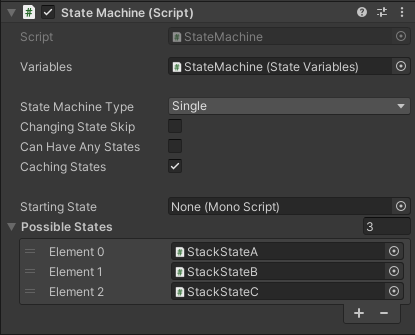 State Machine (Script)
Script StateMachine
Variables StateMachine (State Variables)
State Machine Type Single
Changing State Skip
Can Have Any States
Caching States
Starting State None (Mono Script)
Possible States 3
Element 0 StackStateA
Element 1 StackStateB
Element 2 StackStateC